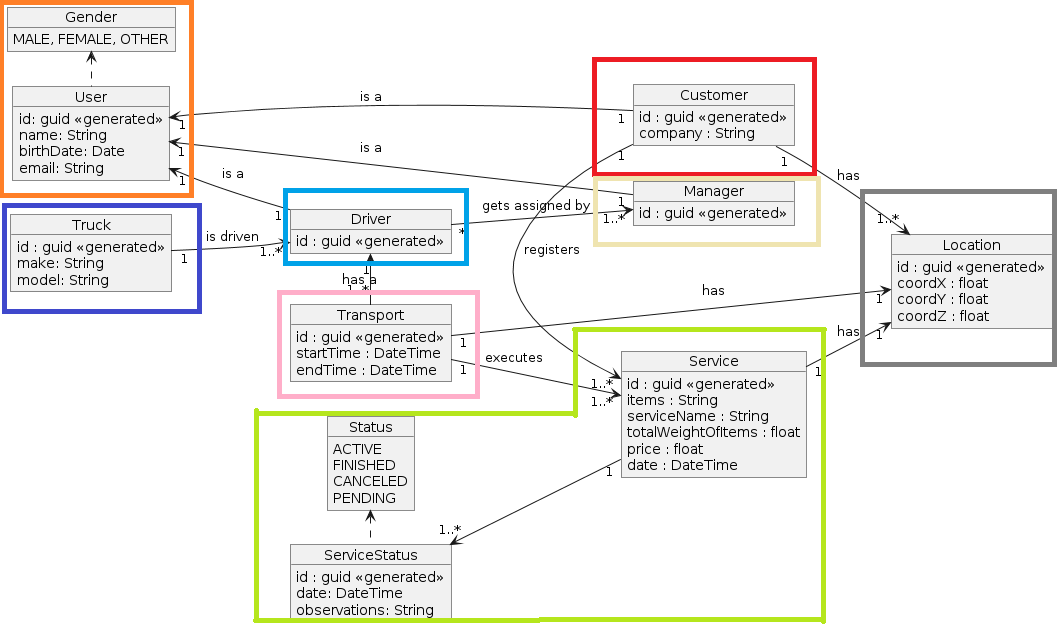 Gender
MALE, FEMALE, OTHER
User
id: guid «generated»
name: String
birthDate: Date
email: String
Truck
id : guid «generated»
make: String
model: String
is a
1
1
is a
1
1
is a
1
1
is driven
1
1..*
Driver
id : guid «generated»
gets assigned by
*
1..*
Customer
id : guid «generated»
company : String
1
1
has
1..*
Manager
id : guid «generated»
registers
1..*
Location
id : guid «generated»
coordX : float
coordY : float
coordZ : float
has a
1
1..*
Transport
id : guid «generated»
startTime : DateTime
endTime : DateTime
has
1
1
executes
1
1..*
has
1
1
Service
id : guid «generated»
items : String
serviceName : String
totalWeightOfItems : float
price : float
date : DateTime
1
1..*
Status
ACTIVE
FINISHED
CANCELED
PENDING
ServiceStatus
id : guid «generated»
date: DateTime
observations: String